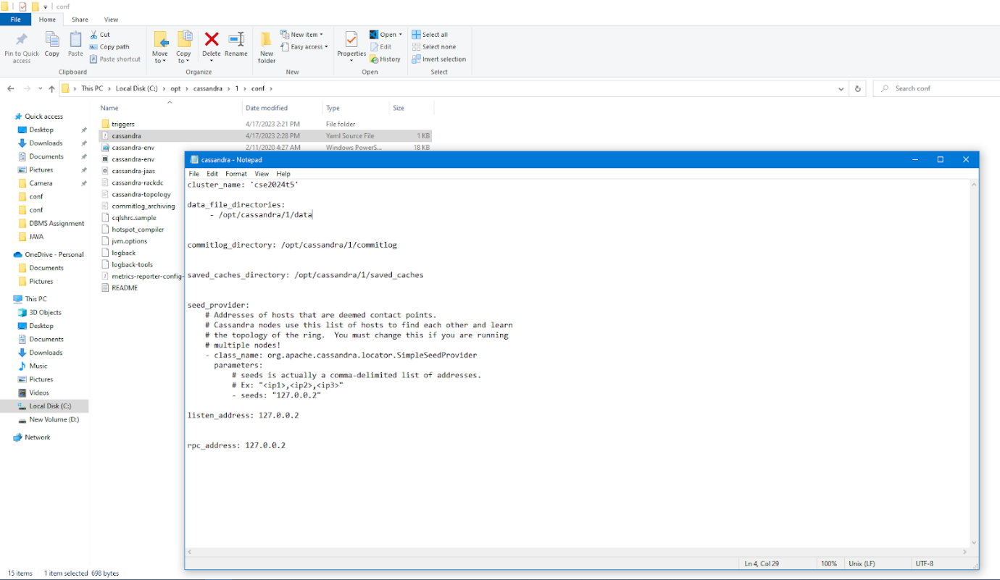 conf
File Home Share View
Pin to Quick access
Copy
Paste
Cut
Copy path
Paste shortcut
Clipboard
Move to
Copy to
Delete
Rename
Organize
New folder
New item
Easy access
New
Properties
Open
Edit
History
Open
Select all
Select none
Invert selection
Select
This PC > Local Disk (C:) > opt > cassandra > 1 > conf >
Search conf
Quick access
Desktop
Downloads
Documents
Pictures
Camera
conf
conf
DBMS Assignment
JAVA
OneDrive - Personal
Documents
Pictures
This PC
3D Objects
Desktop
Documents
Downloads
Music
Pictures
Videos
Local Disk (C:)
New Volume (D:)
Network
Name Date modified Type Size
triggers 4/17/2023 2:21 PM File folder
cassandra 4/17/2023 2:28 PM Yaml Source File 1 KB
cassandra-env 2/11/2020 4:27 AM Windows PowerS... 18 KB
cassandra-env
cassandra-jaas
cassandra-rackdc
cassandra-topology
commitlog_archiving
cqlshrc.sample
hotspot_compiler
jvm.options
logback
logback-tools
metrics-reporter-config-
README
cassandra - Notepad
File Edit Format View Help
cluster_name: 'cse2024t5'
data_file_directories:
- /opt/cassandra/1/data
commitlog_directory: /opt/cassandra/1/commitlog
saved_caches_directory: /opt/cassandra/1/saved_caches
seed_provider:
# Addresses of hosts that are deemed contact points.
# Cassandra nodes use this list of hosts to find each other and learn
# the topology of the ring.  You must change this if you are running
# multiple nodes!
- class_name: org.apache.cassandra.locator.SimpleSeedProvider
parameters:
# seeds is actually a comma-delimited list of addresses.
# Ex: "<ip1>,<ip2>,<ip3>"
- seeds: "127.0.0.2"
listen_address: 127.0.0.2
rpc_address: 127.0.0.2
Ln 4, Col 29 100% Unix (LF) UTF-8
15 items 1 item selected 698 bytes